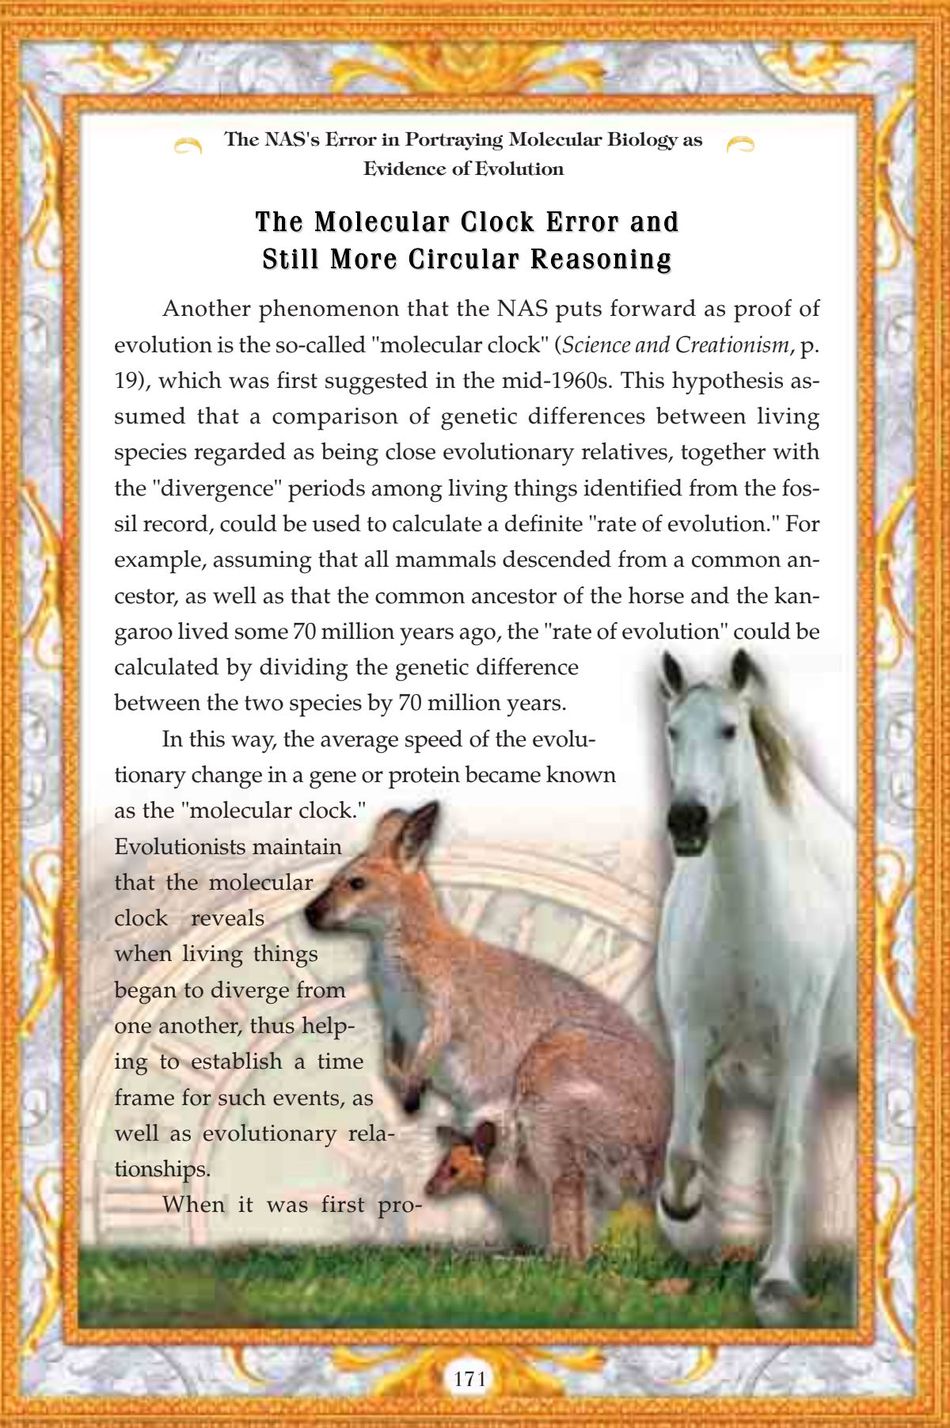 The NAS's Error in Portraying Molecular Biology as
Evidence of Evolution
The Molecular Clock Error and
Still More Circular Reasoning
Another phenomenon that the NAS puts forward as proof of
evolution is the so-called "molecular clock" (Science and Creationism, p.
19), which was first suggested in the mid-1960s. This hypothesis as-
sumed that a comparison of genetic differences between living
species regarded as being close evolutionary relatives, together with
the "divergence" periods among living things identified from the fos-
sil record, could be used to calculate a definite "rate of evolution." For
example, assuming that all mammals descended from a common an-
cestor, as well as that the common ancestor of the horse and the kan-
garoo lived some 70 million years ago, the "rate of evolution" could be
calculated by dividing the genetic difference
between the two species by 70 million years.
In this way, the average speed of the evolu-
tionary change in a gene or protein became known
as the "molecular clock."
Evolutionists maintain
that the molecular
clock reveals
when living things
began to diverge from
one another, thus help-
ing to establish a time
frame for such events, as
well as evolutionary rela-
tionships.
When it was first pro-
171